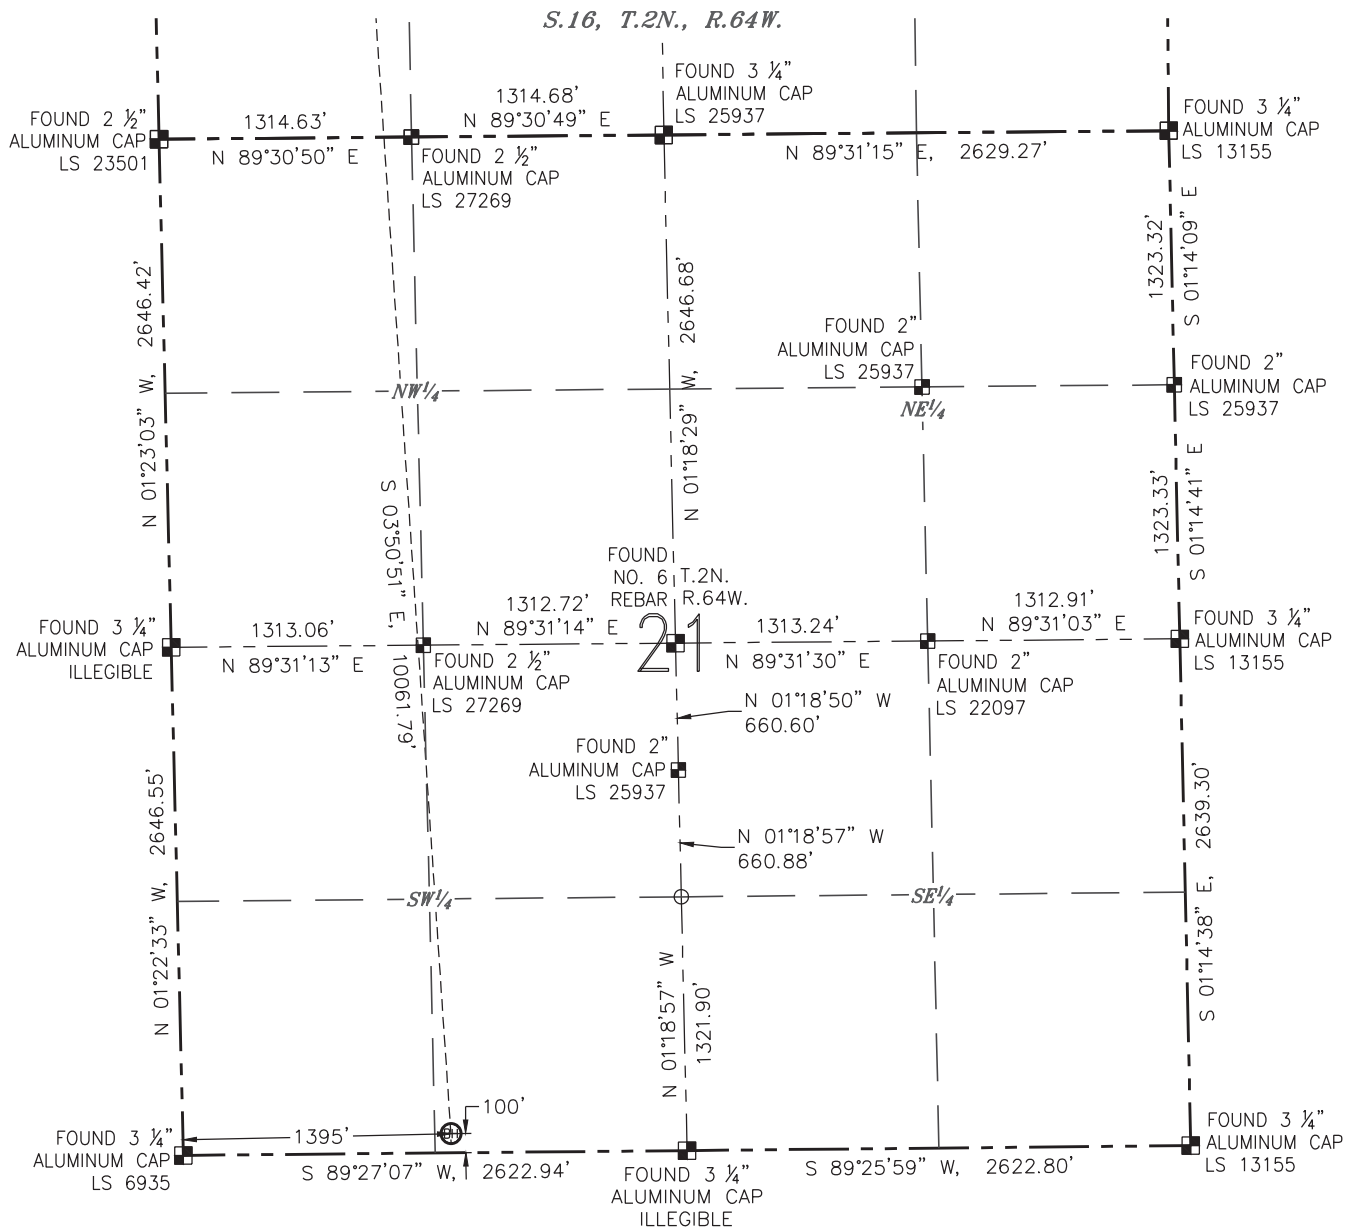 S.16, T.2N., R.64W.
FOUND 2 ½"
ALUMINUM CAP
LS 23501
1314.63'
N 89°30'50" E
1314.68'
N 89°30'49" E
FOUND 3 ¼"
ALUMINUM CAP
LS 25937
FOUND 2 ½"
ALUMINUM CAP
LS 27269
N 89°31'15" E, 2629.27'
FOUND 3 ¼"
ALUMINUM CAP
LS 13155
N 01°23'03" W, 2646.42'
N 01°18'29" W, 2646.68'
1323.32'
S 01°14'09" E
FOUND 2"
ALUMINUM CAP
LS 25937
FOUND 2"
ALUMINUM CAP
LS 25937
NW¼
NE¼
S 03°50'51" E, 10061.79'
1323.33'
S 01°14'41" E
FOUND
NO. 6 T.2N.
REBAR R.64W.
21
FOUND 3 ¼"
ALUMINUM CAP
ILLEGIBLE
1313.06'
N 89°31'13" E
1312.72'
N 89°31'14" E
1313.24'
N 89°31'30" E
1312.91'
N 89°31'03" E
FOUND 3 ¼"
ALUMINUM CAP
LS 13155
FOUND 2 ½"
ALUMINUM CAP
LS 27269
FOUND 2"
ALUMINUM CAP
LS 22097
N 01°18'50" W
660.60'
FOUND 2"
ALUMINUM CAP
LS 25937
N 01°18'57" W
660.88'
N 01°22'33" W, 2646.55'
SW¼
SE¼
S 01°14'38" E, 2639.30'
N 01°18'57" W
1321.90'
100'
1395'
FOUND 3 ¼"
ALUMINUM CAP
LS 6935
S 89°27'07" W, 2622.94'
FOUND 3 ¼"
ALUMINUM CAP
ILLEGIBLE
S 89°25'59" W, 2622.80'
FOUND 3 ¼"
ALUMINUM CAP
LS 13155